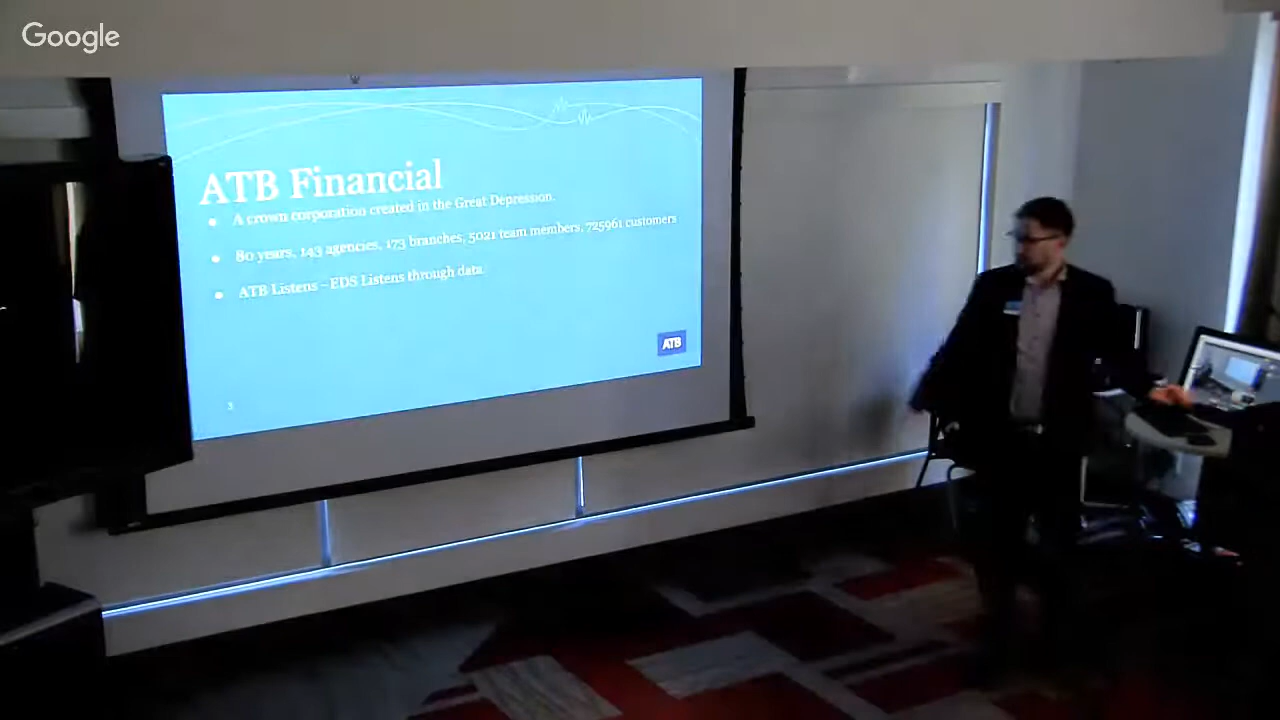 Google
ATB Financial
A crown corporation created in the Great Depression.
80 years, 143 agencies, 173 branches, 5021 team members, 725961 customers
ATB Listens – EDS Listens through data
ATB
3